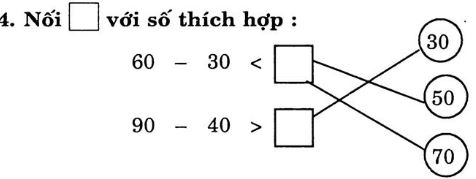 4. Nối □ với số thích hợp :
30
60 – 30 < □
50
90 – 40 > □
70